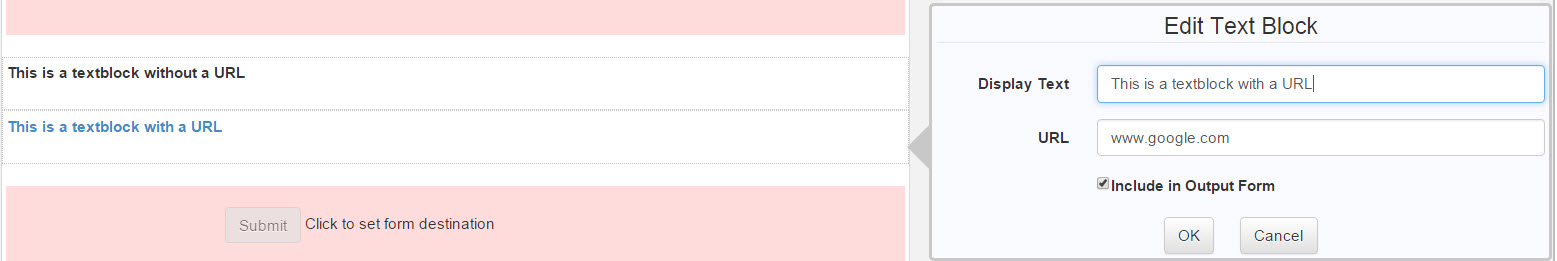 This is a textblock without a URL
This is a textblock with a URL
Submit Click to set form destination
Edit Text Block
Display Text This is a textblock with a URL
URL www.google.com
Include in Output Form
OK Cancel